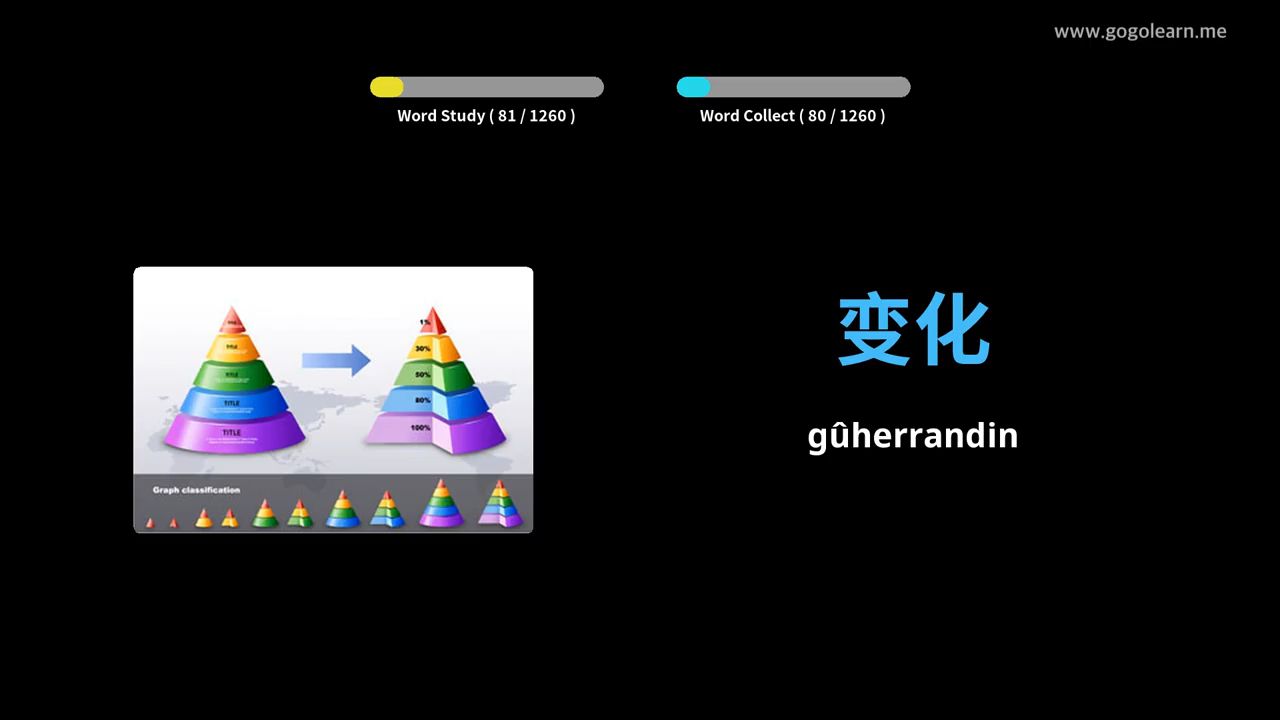 www.gogolearn.me
Word Study ( 81 / 1260 )
Word Collect ( 80 / 1260 )
变化
gûherrandin
TITLE
TITLE
TITLE
TITLE
1%
30%
50%
80%
100%
Graph classification